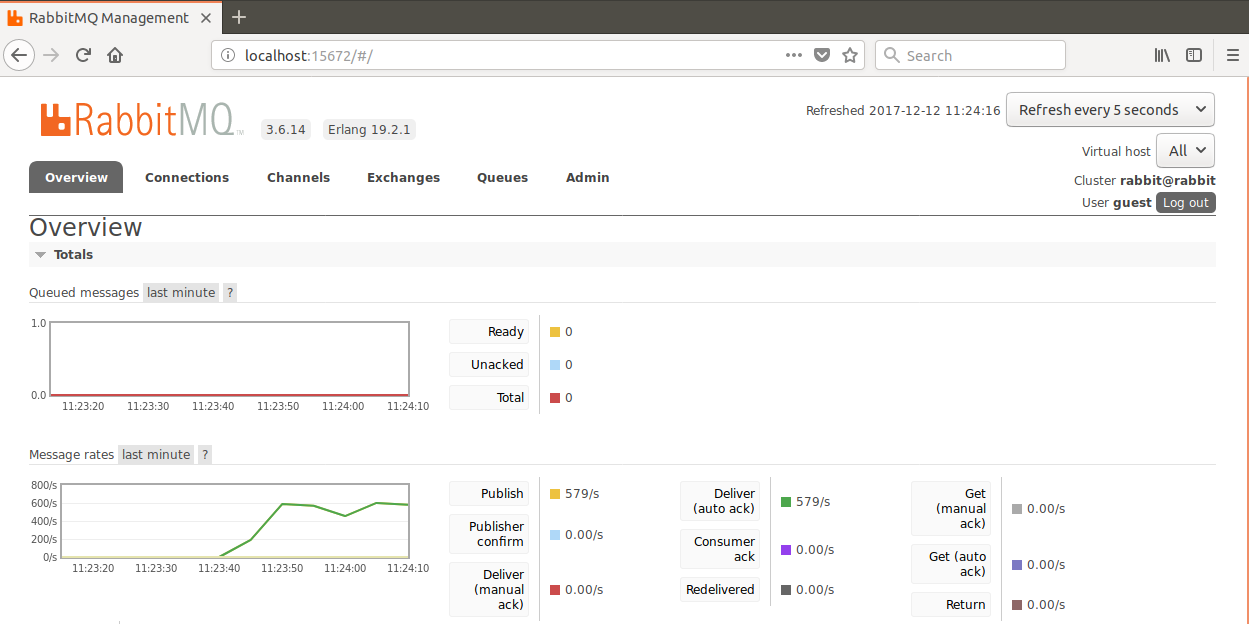 RabbitMQ Management
localhost:15672/#/
Search
RabbitMQ TM 3.6.14 Erlang 19.2.1
Refreshed 2017-12-12 11:24:16 Refresh every 5 seconds
Virtual host All
Cluster rabbit@rabbit
User guest Log out
Overview Connections Channels Exchanges Queues Admin
Overview
Totals
Queued messages last minute ?
1.0
0.0
11:23:20 11:23:30 11:23:40 11:23:50 11:24:00 11:24:10
Ready 0
Unacked 0
Total 0
Message rates last minute ?
800/s
600/s
400/s
200/s
0/s
11:23:20 11:23:30 11:23:40 11:23:50 11:24:00 11:24:10
Publish 579/s
Publisher
confirm 0.00/s
Deliver
(manual
ack) 0.00/s
Deliver
(auto ack) 579/s
Consumer
ack 0.00/s
Redelivered 0.00/s
Get
(manual
ack) 0.00/s
Get (auto
ack) 0.00/s
Return 0.00/s